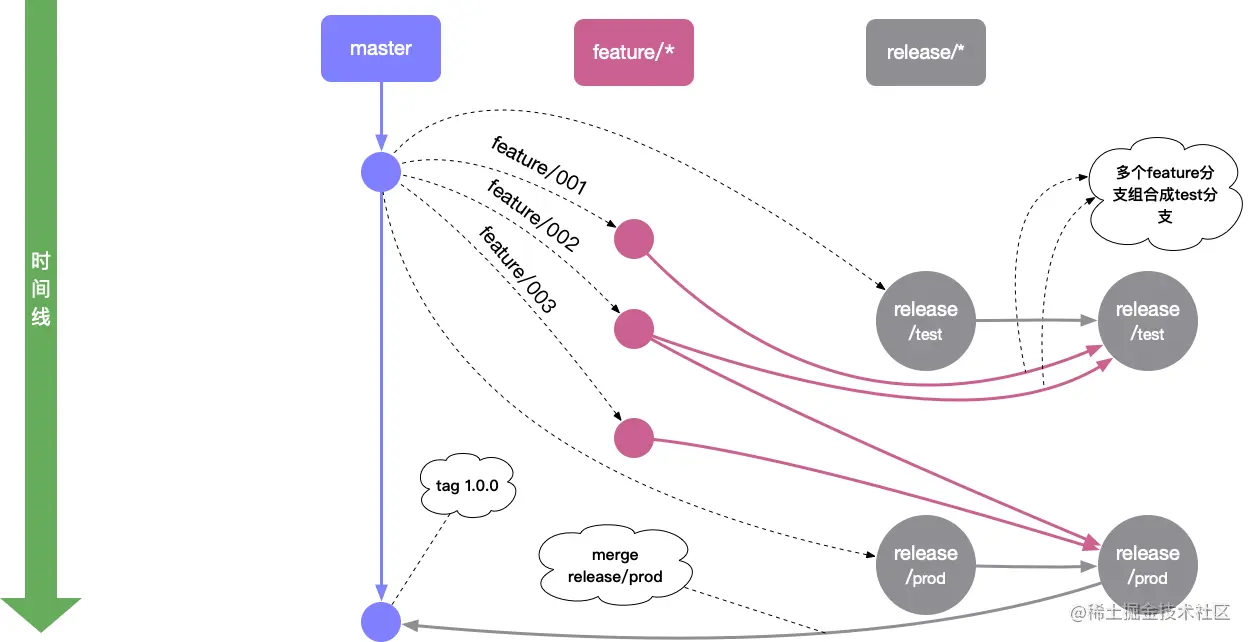 master
feature/*
release/*
feature/001
feature/002
feature/003
多个feature分
支组合成test分
支
时
间
线
release
/test
release
/test
tag 1.0.0
merge
release/prod
release
/prod
release
/prod
@稀土掘金技术社区